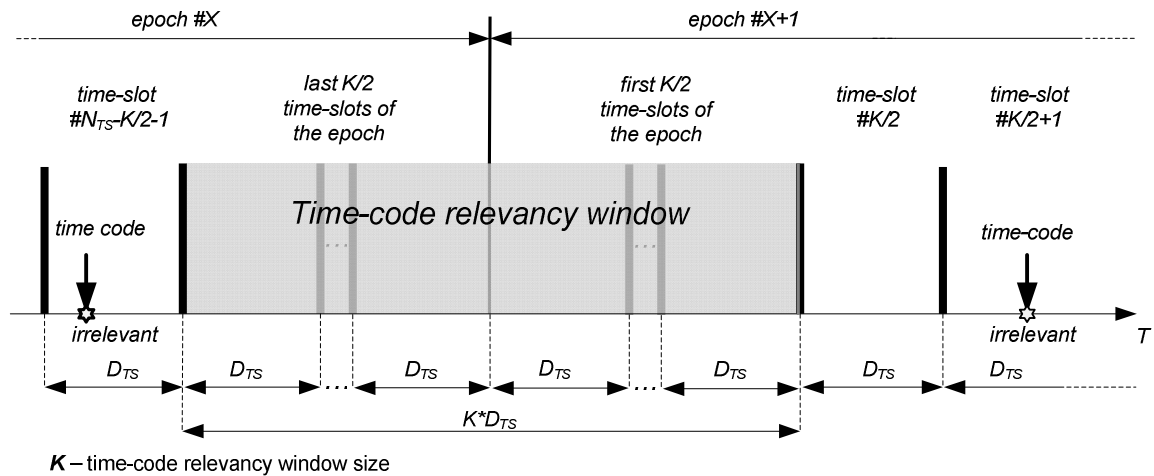 epoch #X
epoch #X+1
time-slot
#N_TS-K/2-1
last K/2
time-slots of
the epoch
first K/2
time-slots of
the epoch
time-slot
#K/2
time-slot
#K/2+1
Time-code relevancy window
time code
time-code
...
...
irrelevant
irrelevant
T
D_TS
D_TS
...
D_TS
D_TS
...
D_TS
D_TS
D_TS
K*D_TS
K – time-code relevancy window size